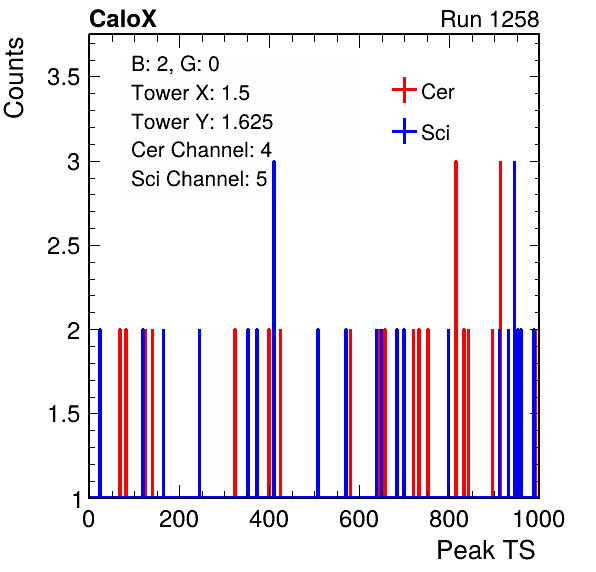 CaloX Run 1258
Counts
B: 2, G: 0
Tower X: 1.5
Tower Y: 1.625
Cer Channel: 4
Sci Channel: 5
Cer
Sci
3.5
3
2.5
2
1.5
1
0 200 400 600 800 1000
Peak TS